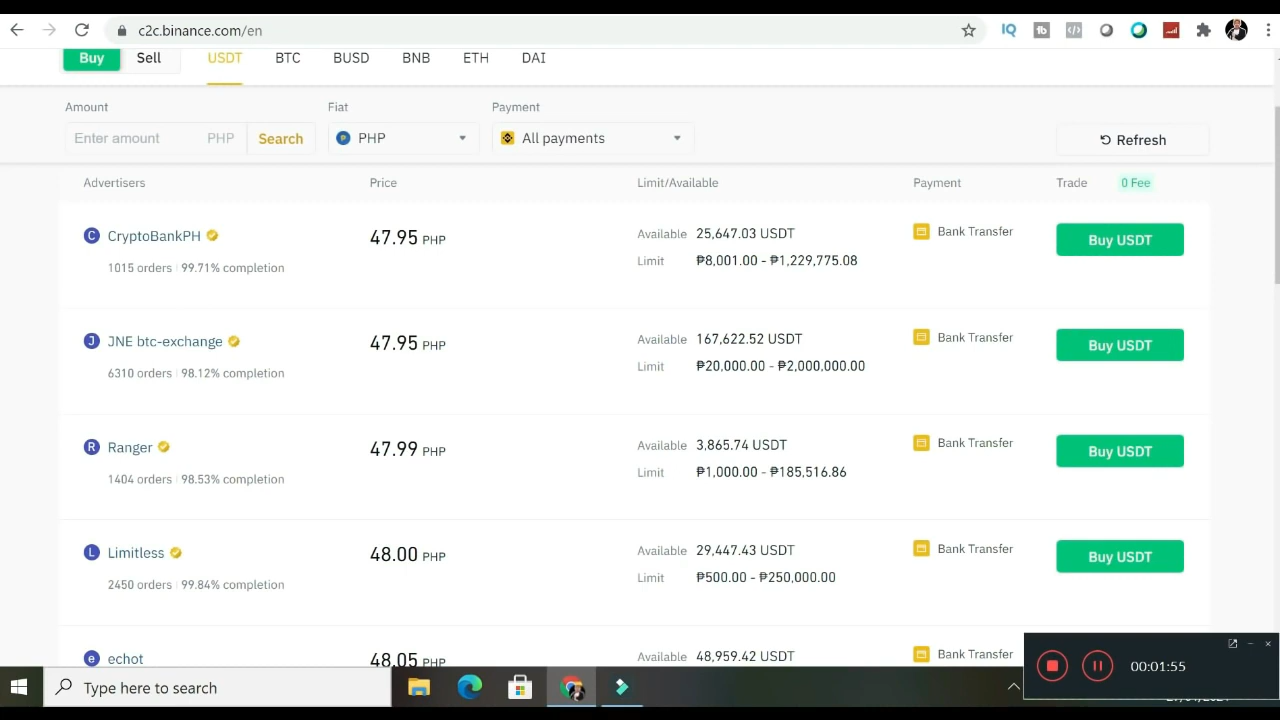 c2c.binance.com/en
Buy Sell USDT BTC BUSD BNB ETH DAI
Amount Fiat Payment
Enter amount PHP Search PHP All payments Refresh
Advertisers Price Limit/Available Payment Trade 0 Fee
C CryptoBankPH 47.95 PHP Available 25,647.03 USDT Bank Transfer Buy USDT
1015 orders | 99.71% completion Limit ₱8,001.00 - ₱1,229,775.08
J JNE btc-exchange 47.95 PHP Available 167,622.52 USDT Bank Transfer Buy USDT
6310 orders | 98.12% completion Limit ₱20,000.00 - ₱2,000,000.00
R Ranger 47.99 PHP Available 3,865.74 USDT Bank Transfer Buy USDT
1404 orders | 98.53% completion Limit ₱1,000.00 - ₱185,516.86
L Limitless 48.00 PHP Available 29,447.43 USDT Bank Transfer Buy USDT
2450 orders | 99.84% completion Limit ₱500.00 - ₱250,000.00
e echot 48.05 PHP Available 48,959.42 USDT Bank Transfer
00:01:55
Type here to search